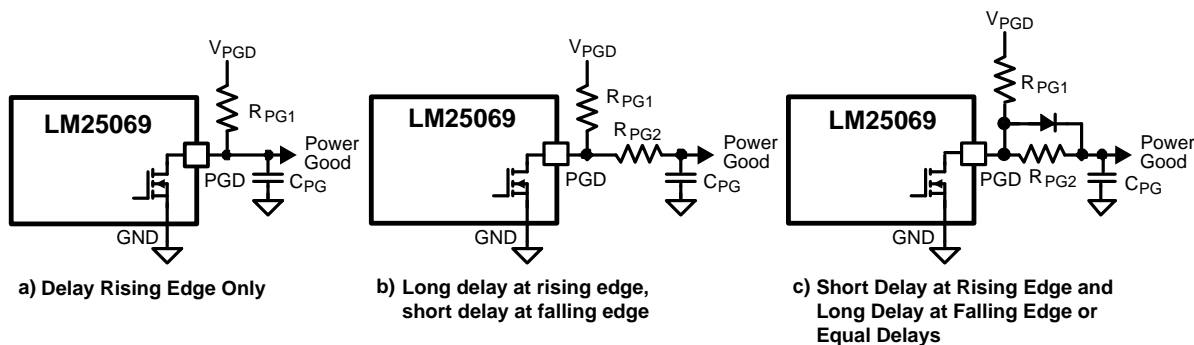 VPGD
RPG1
LM25069
Power
Good
PGD
CPG
GND
a) Delay Rising Edge Only
VPGD
RPG1
LM25069
RPG2
Power
Good
PGD
CPG
GND
b) Long delay at rising edge,
short delay at falling edge
VPGD
RPG1
LM25069
Power
Good
PGD
RPG2
CPG
GND
c) Short Delay at Rising Edge and
Long Delay at Falling Edge or
Equal Delays